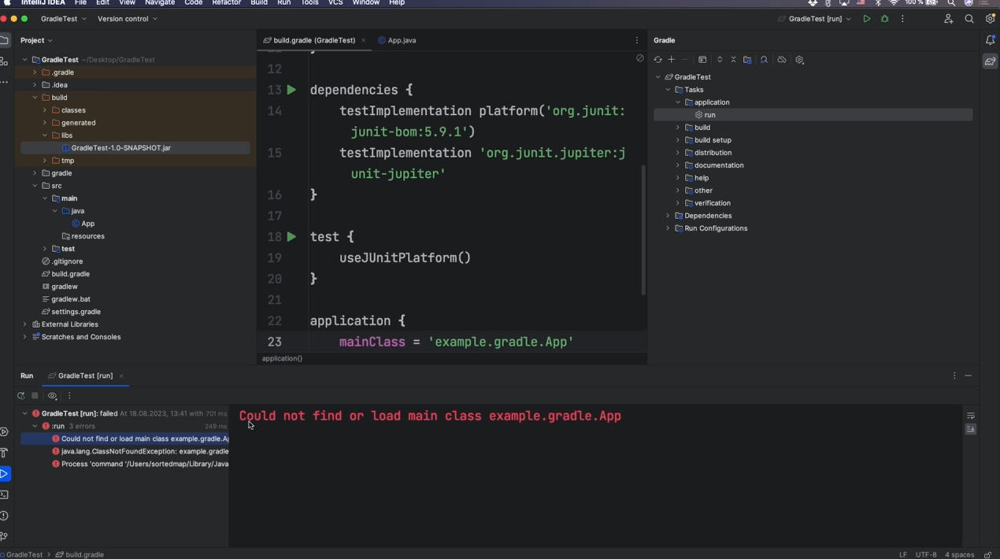 IntelliJ IDEA File Edit View Navigate Code Refactor Build Run Tools VCS Window Help 100 %
GradleTest Version control GradleTest [run]
Project
GradleTest ~/Desktop/GradleTest
.gradle
.idea
build
classes
generated
libs
GradleTest-1.0-SNAPSHOT.jar
tmp
gradle
src
main
java
App
resources
test
.gitignore
build.gradle
gradlew
gradlew.bat
settings.gradle
External Libraries
Scratches and Consoles
build.gradle (GradleTest) App.java
12
13 dependencies {
14 testImplementation platform('org.junit:
junit-bom:5.9.1')
15 testImplementation 'org.junit.jupiter:j
unit-jupiter'
16 }
17
18 test {
19 useJUnitPlatform()
20 }
21
22 application {
23 mainClass = 'example.gradle.App'
application{}
Gradle
GradleTest
Tasks
application
run
build
build setup
distribution
documentation
help
other
verification
Dependencies
Run Configurations
Run GradleTest [run]
GradleTest [run]: failed At 18.08.2023, 13:41 with 701 ms
:run 3 errors 249 ms
Could not find or load main class example.gradle.Ap
java.lang.ClassNotFoundException: example.gradle
Process 'command '/Users/sortedmap/Library/Java
Could not find or load main class example.gradle.App
GradleTest > build.gradle LF UTF-8 4 spaces